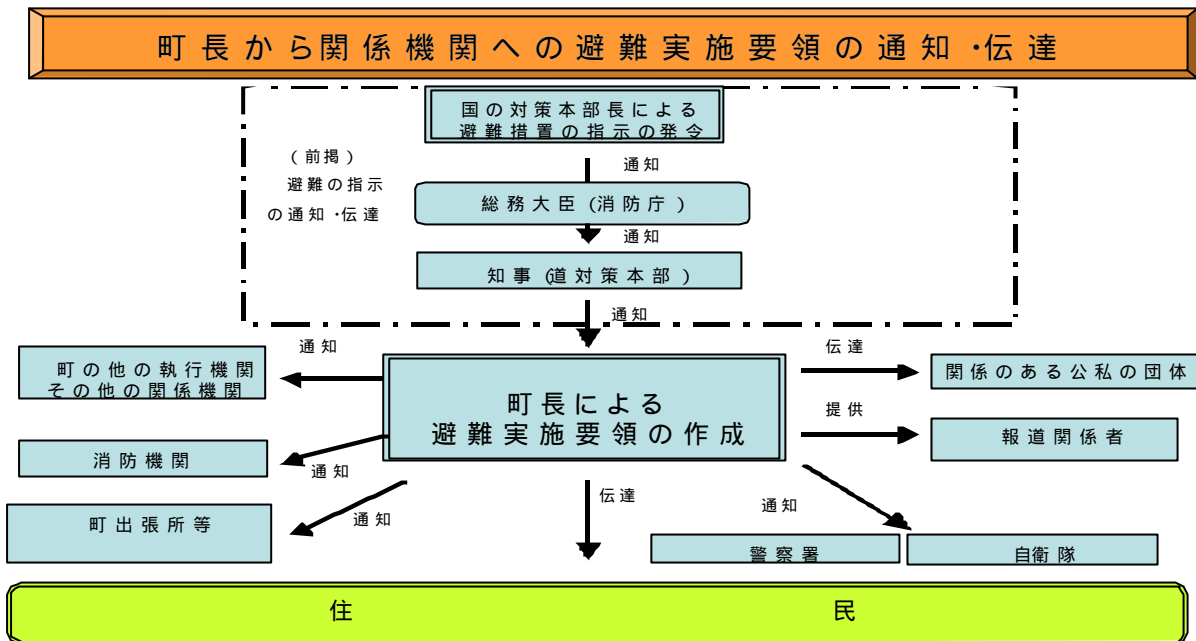 町長から関係機関への避難実施要領の通知・伝達
国の対策本部長による
避難措置の指示の発令
(前掲)
避難の指示
の通知・伝達
通知
総務大臣(消防庁)
通知
知事(道対策本部)
通知
通知
町の他の執行機関
その他の関係機関
町長による
避難実施要領の作成
伝達
関係のある公私の団体
提供
報道関係者
消防機関
通知
町出張所等
通知
伝達
通知
警察署
自衛隊
住民